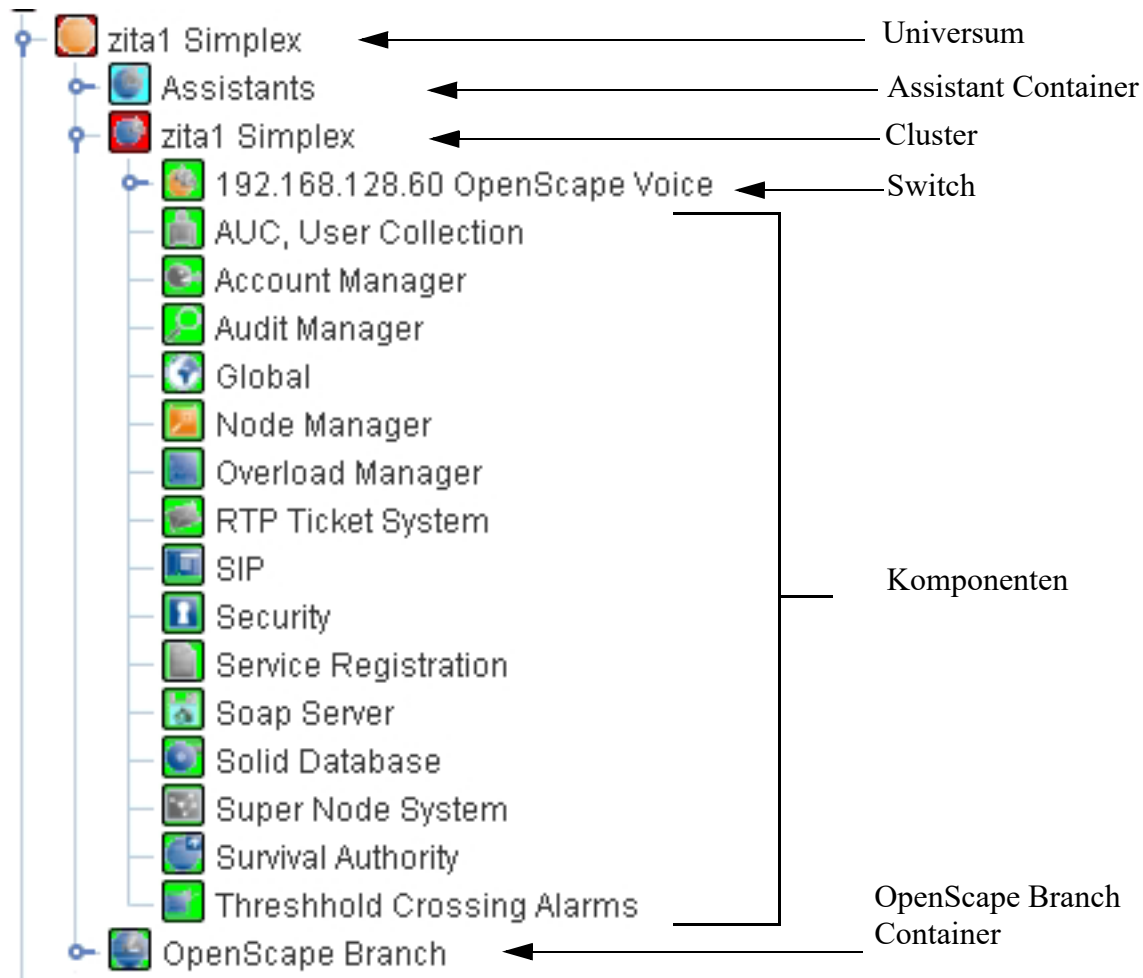 zita1 Simplex
Universum
Assistants
Assistant Container
zita1 Simplex
Cluster
192.168.128.60 OpenScape Voice
Switch
AUC, User Collection
Account Manager
Audit Manager
Global
Node Manager
Overload Manager
RTP Ticket System
SIP
Komponenten
Security
Service Registration
Soap Server
Solid Database
Super Node System
Survival Authority
Threshhold Crossing Alarms
OpenScape Branch
Container
OpenScape Branch